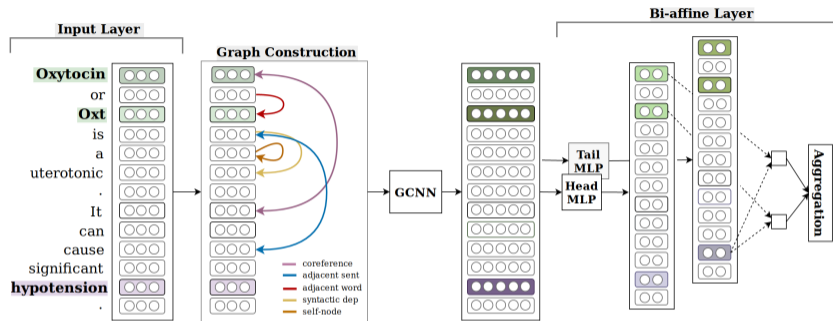 Input Layer
Graph Construction
Bi-affine Layer
Oxytocin
or
Oxt
is
a
uterotonic
.
It
can
cause
significant
hypotension
.
coreference
adjacent sent
adjacent word
syntactic dep
self-node
GCNN
Tail
MLP
Head
MLP
Aggregation